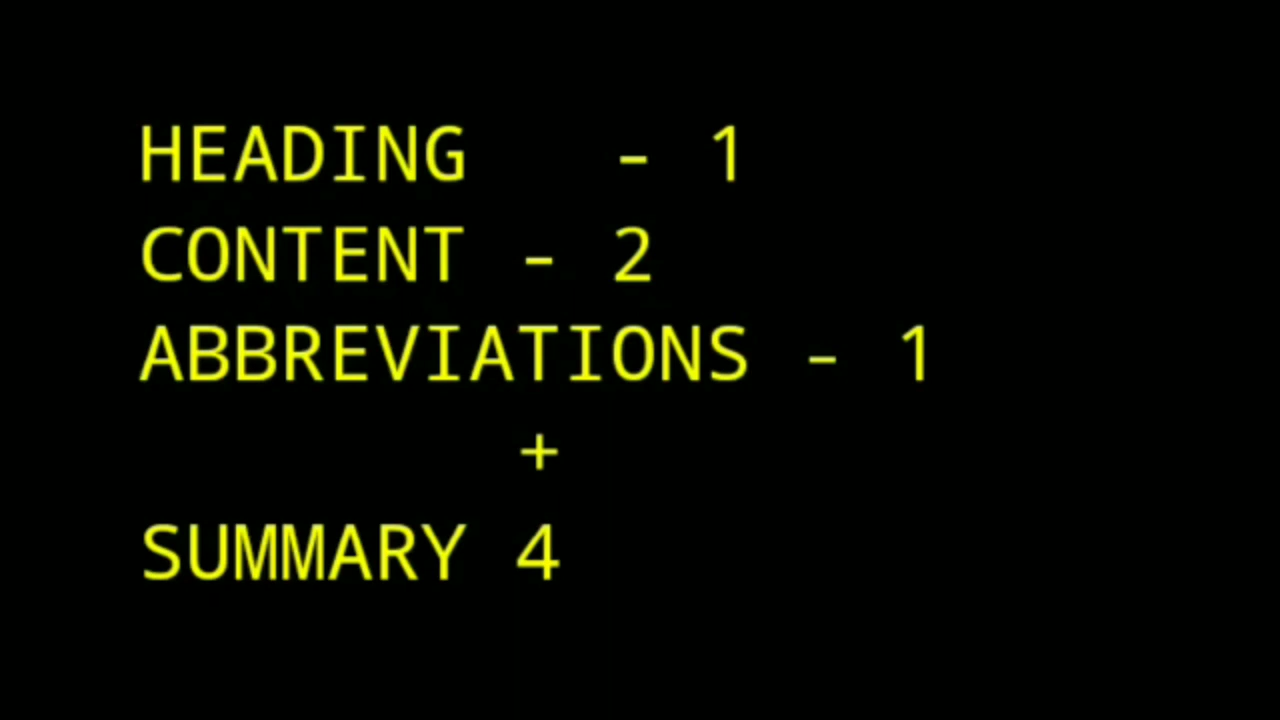 HEADING - 1
CONTENT - 2
ABBREVIATIONS - 1
+
SUMMARY 4